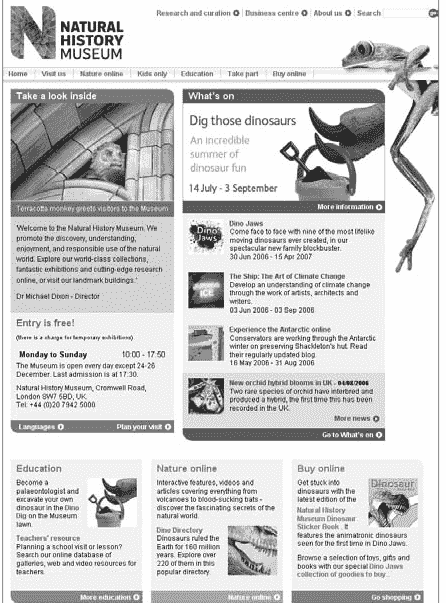 NATURAL
HISTORY
MUSEUM
Research and curation | Business centre | About us | Search
Home | Visit us | Nature online | Kids only | Education | Take part | Buy online
Take a look inside
Terracotta monkey greets visitors to the Museum
'Welcome to the Natural History Museum. We
promote the discovery, understanding,
enjoyment, and responsible use of the natural
world. Explore our world-class collections,
fantastic exhibitions and cutting-edge research
online, or visit our landmark buildings.'
Dr Michael Dixon - Director
Entry is free!
(there is a charge for temporary exhibitions)
Monday to Sunday 10:00 - 17:50
The Museum is open every day except 24-26
December. Last admission is at 17:30.
Natural History Museum, Cromwell Road,
London SW7 5BD, UK.
Tel: +44 (0)20 7942 5000
Languages Plan your visit
What's on
Dig those dinosaurs
An incredible
summer of
dinosaur fun
14 July - 3 September
More information
Dino Jaws
Dino Jaws
Come face to face with nine of the most lifelike
moving dinosaurs ever created, in our
spectacular new family blockbuster.
30 Jun 2006 - 15 Apr 2007
ICE
The Ship: The Art of Climate Change
Develop an understanding of climate change
through the work of artists, architects and
writers.
03 Jun 2006 - 03 Sep 2006
Experience the Antarctic online
Conservators are working through the Antarctic
winter on preserving Shackleton's hut. Read
their regularly updated blog.
16 May 2006 - 31 Aug 2006
New orchid hybrid blooms in UK - 04/08/2006
Two rare species of orchid have interbred and
produced a hybrid, the first time this has been
recorded in the UK.
More news
Go to What's on
Education
Become a
palaeontologist and
excavate your own
dinosaur in the Dino
Dig on the Museum
lawn.
Teachers' resource
Planning a school visit or lesson?
Search our online database of
galleries, web and video resources for
teachers.
More education
Nature online
Interactive features, videos and
articles covering everything from
volcanoes to blood-sucking bats -
discover the fascinating secrets of the
natural world.
Dino Directory
Dinosaurs ruled the
Earth for 160 million
years. Explore over
220 of them in this
popular directory.
Nature online
Buy online
Get stuck into
dinosaurs with the
latest edition of the
Natural History
Museum Dinosaur
Sticker Book. It
features the animatronic dinosaurs
seen for the first time in Dino Jaws.
Dinosaur
Browse a selection of toys, gifts and
books with our special Dino Jaws
collection of goodies to buy..
Go shopping